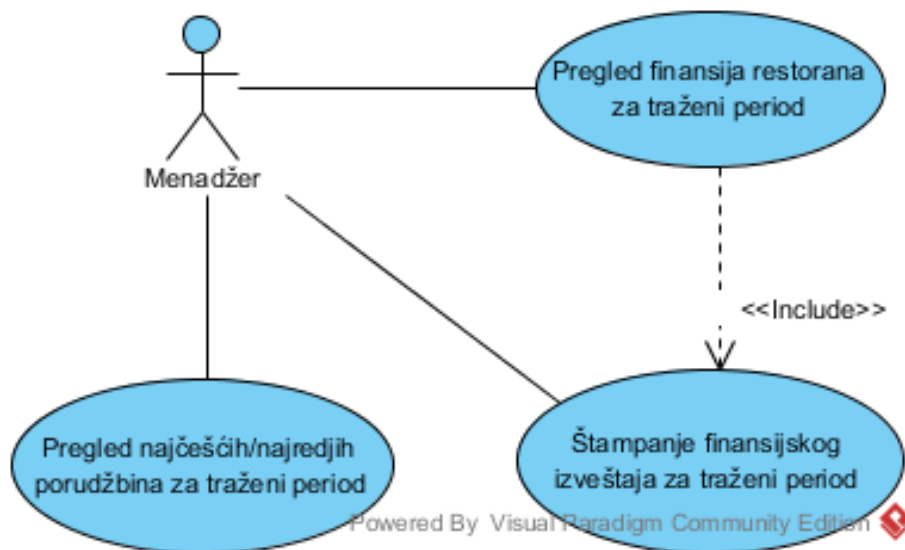 Pregled finansija restorana
za traženi period
Menadžer
<<Include>>
Pregled najčešćih/najredjih
porudžbina za traženi period
Štampanje finansijskog
izveštaja za traženi period
Powered By Visual Paradigm Community Edition